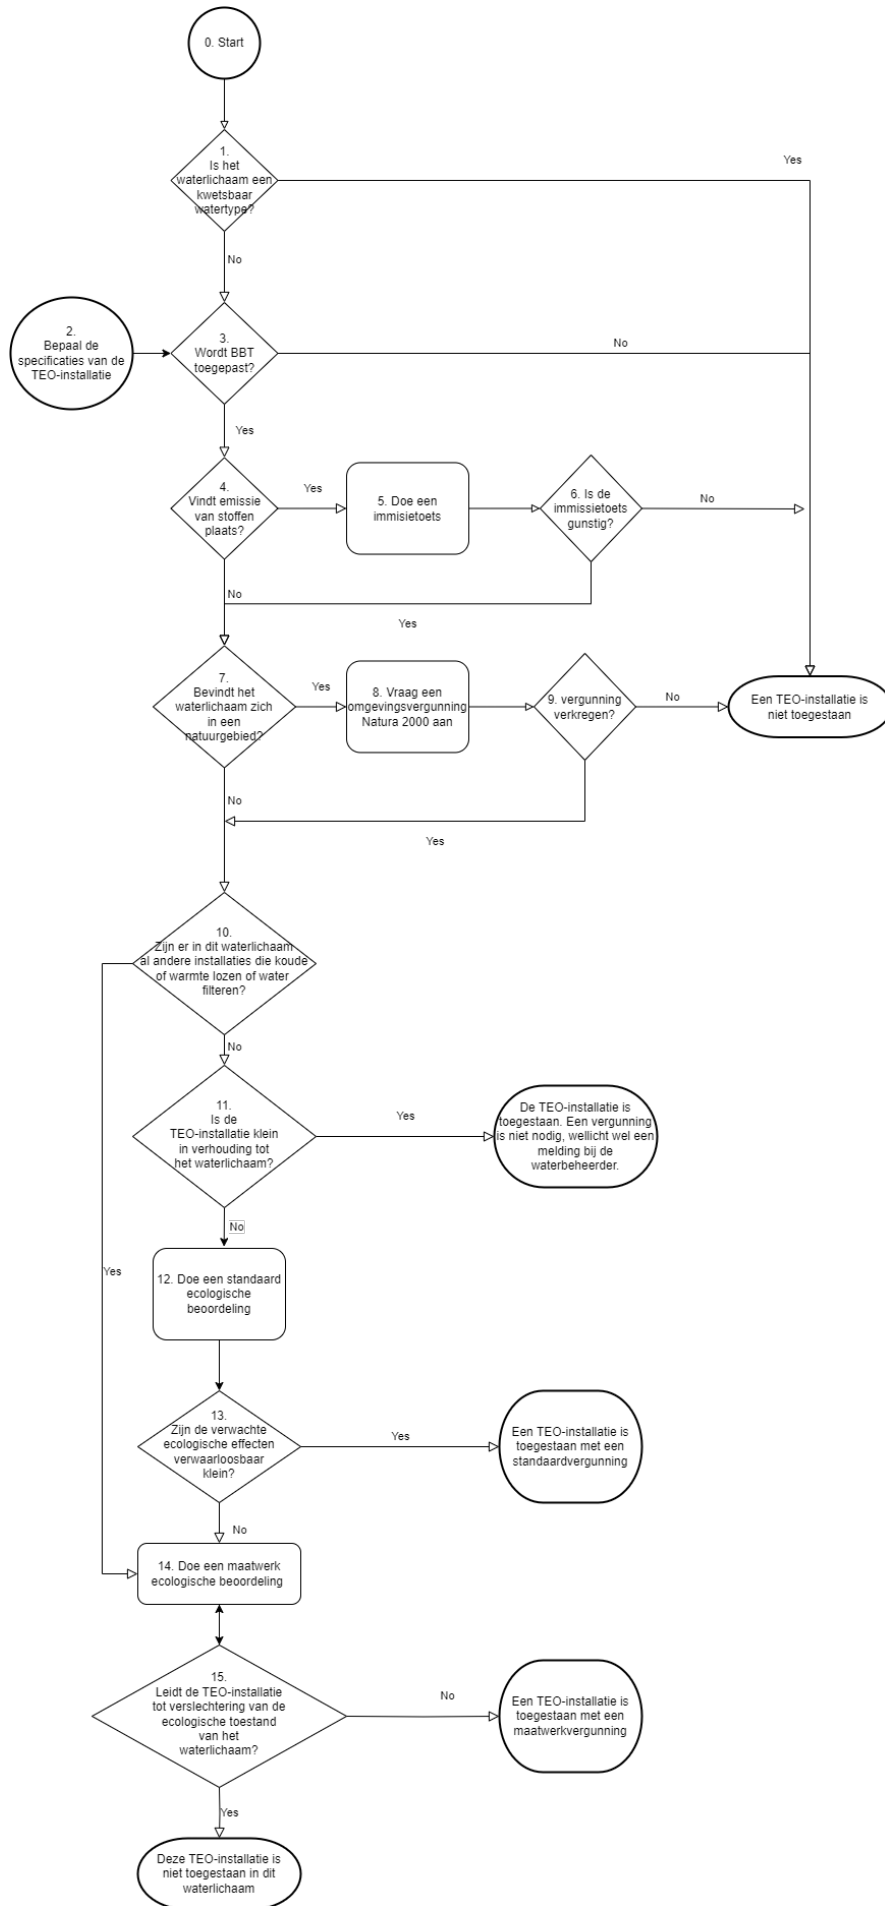 0. Start
1.
Is het
waterlichaam een
kwetsbaar
watertype?
Yes
No
2.
Bepaal de
specificaties van de
TEO-installatie
3.
Wordt BBT
toegepast?
No
Yes
4.
Vindt emissie
van stoffen
plaats?
Yes
5. Doe een
immisietoets
6. Is de
immissietoets
gunstig?
No
No
Yes
7.
Bevindt het
waterlichaam zich
in een
natuurgebied?
Yes
8. Vraag een
omgevingsvergunning
Natura 2000 aan
9. vergunning
verkregen?
No
Een TEO-installatie is
niet toegestaan
No
Yes
10.
Zijn er in dit waterlichaam
al andere installaties die koude
of warmte lozen of water
filteren?
No
11.
Is de
TEO-installatie klein
in verhouding tot
het waterlichaam?
Yes
De TEO-installatie is
toegestaan. Een vergunning
is niet nodig, wellicht wel een
melding bij de
waterbeheerder.
No
Yes
12. Doe een standaard
ecologische
beoordeling
13.
Zijn de verwachte
ecologische effecten
verwaarloosbaar
klein?
Yes
Een TEO-installatie is
toegestaan met een
standaardvergunning
No
14. Doe een maatwerk
ecologische beoordeling
15.
Leidt de TEO-installatie
tot verslechtering van de
ecologische toestand
van het
waterlichaam?
No
Een TEO-installatie is
toegestaan met een
maatwerkvergunning
Yes
Deze TEO-installatie is
niet toegestaan in dit
waterlichaam